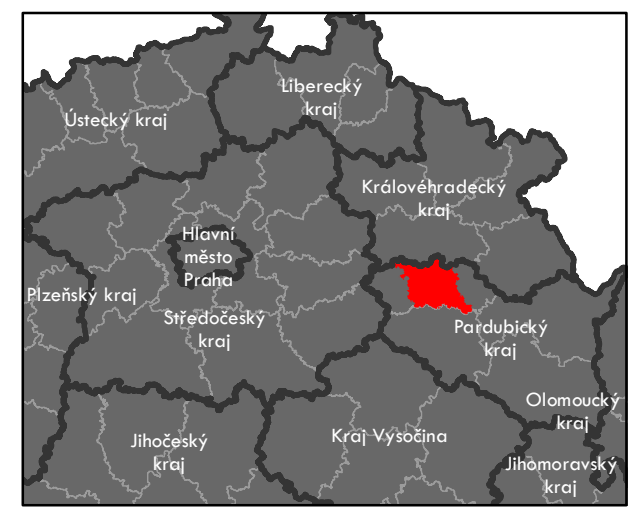 Liberecký
kraj
Ústecký kraj
Královéhradecký
kraj
Hlavní
město
Praha
Plzeňský kraj
Středočeský
kraj
Pardubický
kraj
Olomoucký
kraj
Jihočeský
kraj
Kraj Vysočina
Jihomoravský
kraj